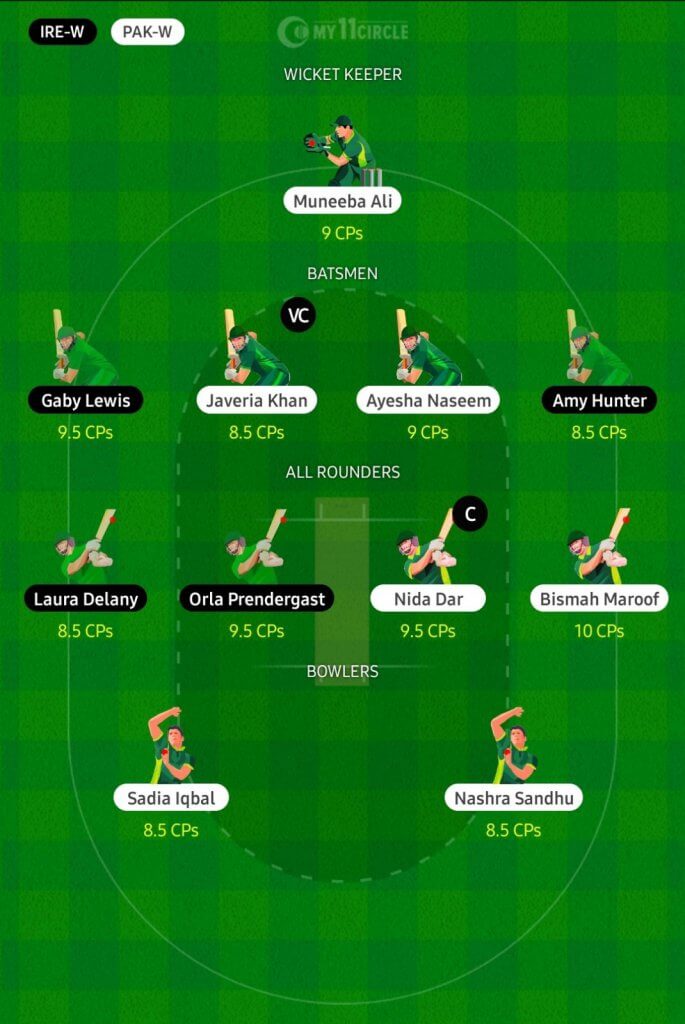 IRE-W PAK-W MY11CIRCLE
WICKET KEEPER
Muneeba Ali
9 CPs
BATSMEN
VC
Gaby Lewis Javeria Khan Ayesha Naseem Amy Hunter
9.5 CPs 8.5 CPs 9 CPs 8.5 CPs
ALL ROUNDERS
C
Laura Delany Orla Prendergast Nida Dar Bismah Maroof
8.5 CPs 9.5 CPs 9.5 CPs 10 CPs
BOWLERS
Sadia Iqbal Nashra Sandhu
8.5 CPs 8.5 CPs